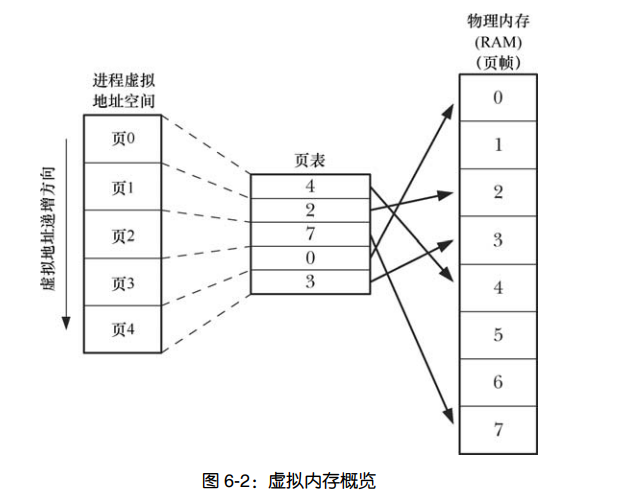 物理内存
(RAM)
(页帧)
进程虚拟
地址空间
虚拟地址递增方向
页0
页1
页2
页3
页4
页表
4
2
7
0
3
0
1
2
3
4
5
6
7
图 6-2：虚拟内存概览